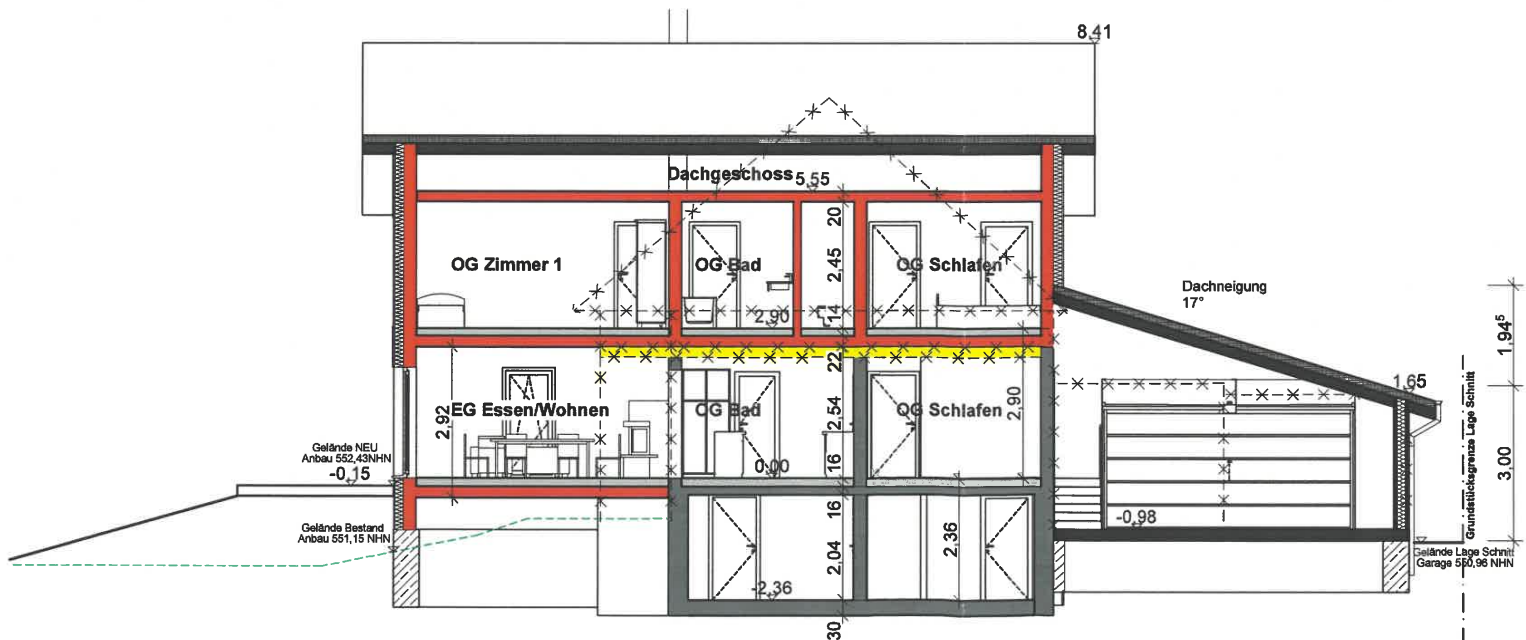 8,41
Dachgeschoss 5,55
20
OG Zimmer 1
OG Bad
2,45
OG Schlafen
Dachneigung
17°
2,90
14
1,94⁵
22
1,65
EG Essen/Wohnen
OG Bad
OG Schlafen
2,92
2,54
2,90
Gelände NEU
Anbau 552,43NHN
-0,15
0,00
16
3,00
Grundstücksgrenze Lage Schnitt
Gelände Bestand
Anbau 551,15 NHN
16
2,36
-0,98
Gelände Lage Schnitt
Garage 550,96 NHN
2,04
-2,36
30